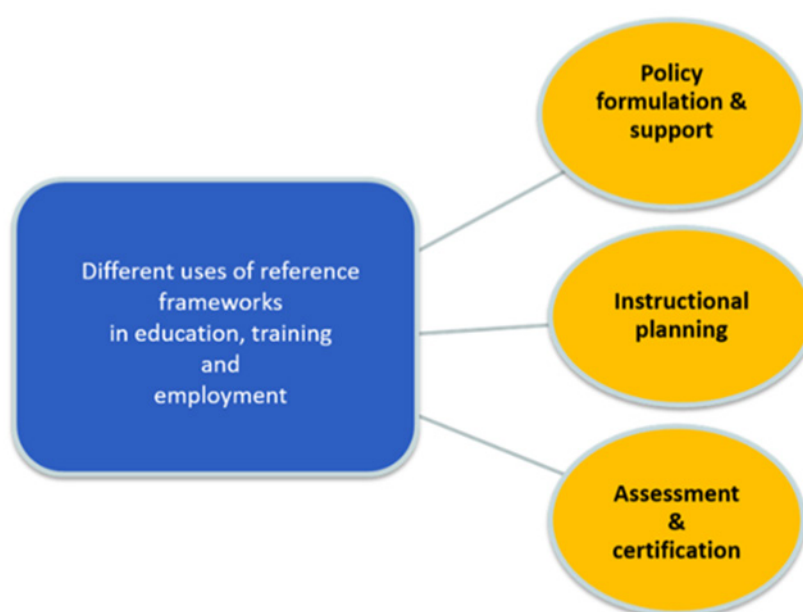 Policy
formulation &
support
Different uses of reference
frameworks
in education, training
and
employment
Instructional
planning
Assessment
&
certification